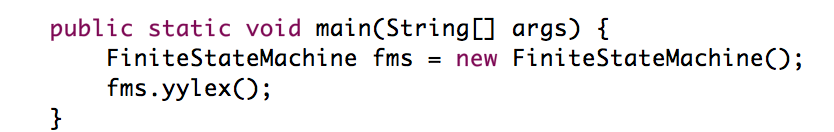 public static void main(String[] args) {
    FiniteStateMachine fms = new FiniteStateMachine();
    fms.yylex();
}